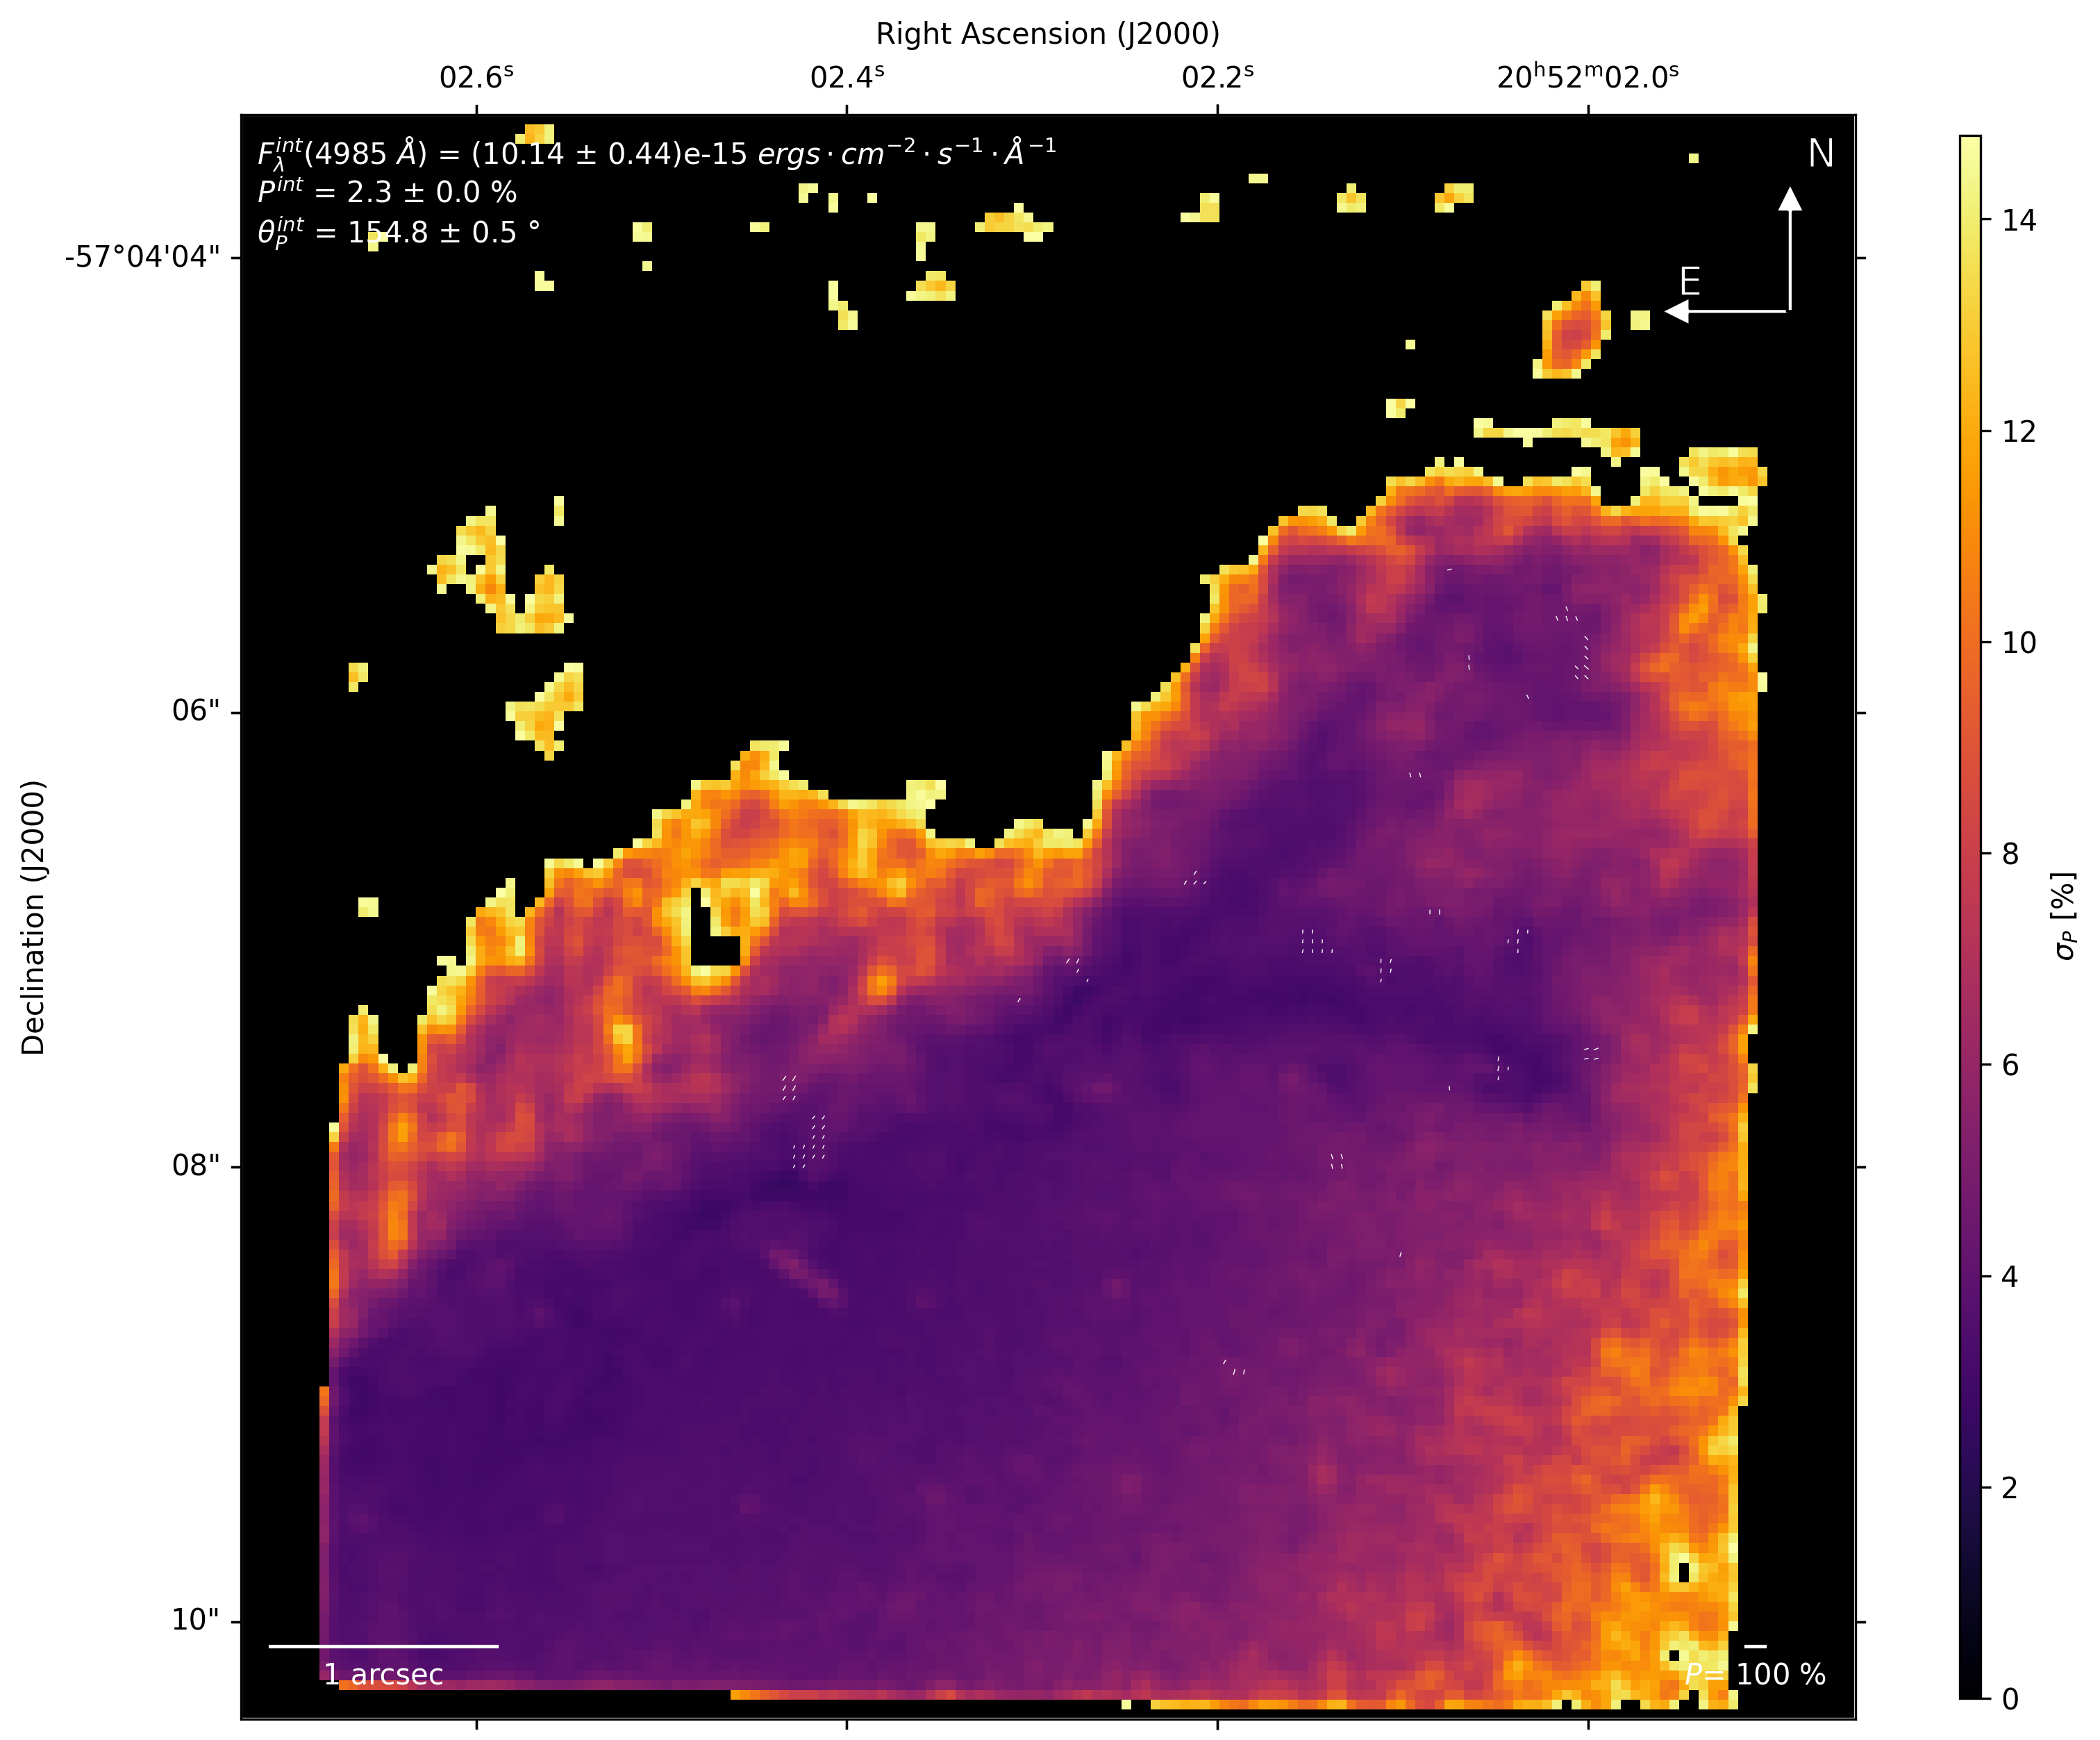 Right Ascension (J2000)
02.6s 02.4s 02.2s 20h52m02.0s
F_λ^int(4985 Å) = (10.14 ± 0.44)e-15 ergs · cm−2 · s−1 · Å−1
P^int = 2.3 ± 0.0 %
θ_P^int = 154.8 ± 0.5 °
N
E
-57°04'04"
06"
08"
10"
Declination (J2000)
1 arcsec
P= 100 %
14
12
10
8
6
4
2
0
σ_P [%]